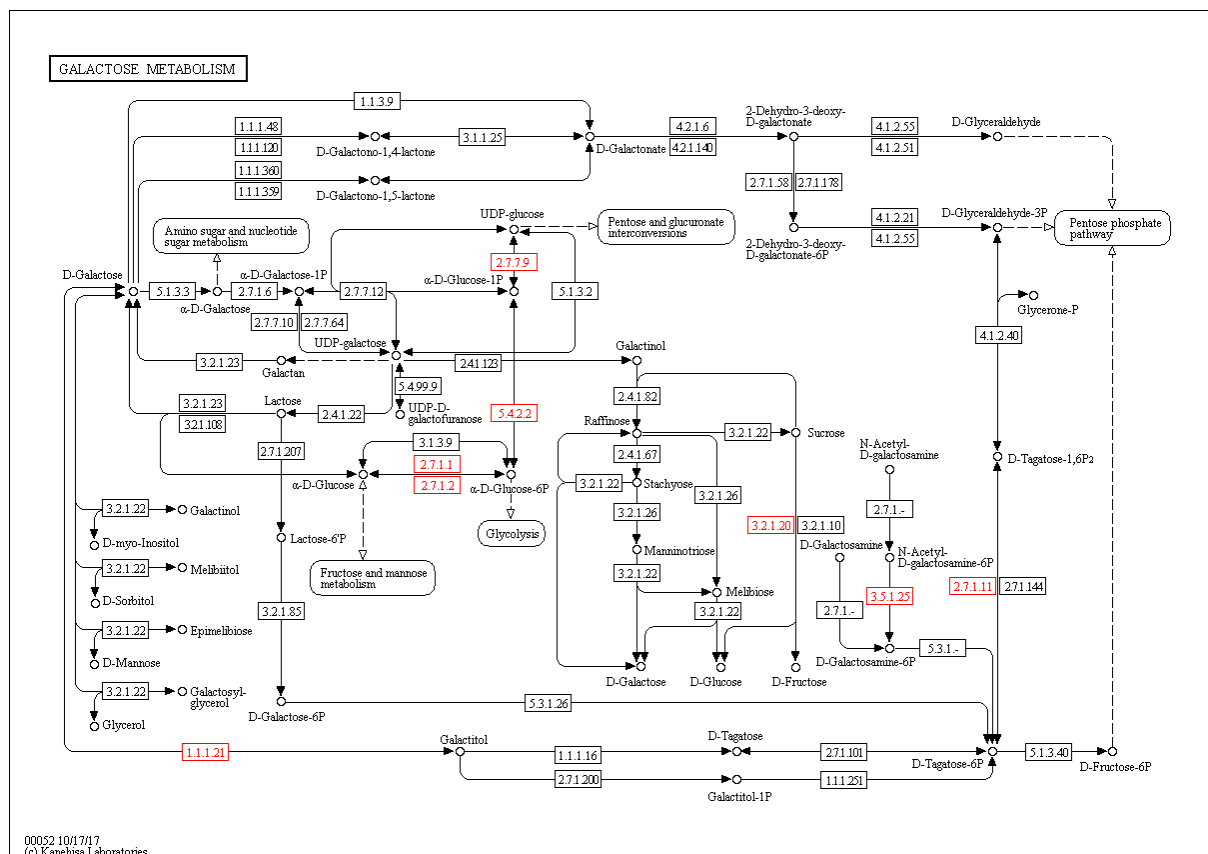 GALACTOSE METABOLISM
1.1.3.9
1.1.1.48
1.1.1.120
D-Galactono-1,4-lactone
3.1.1.25
D-Galactonate
4.2.1.6
4.2.1.140
2-Dehydro-3-deoxy-
D-galactonate
4.1.2.55
4.1.2.51
D-Glyceraldehyde
1.1.1.360
1.1.1.359
D-Galactono-1,5-lactone
2.7.1.58
2.7.1.178
UDP-glucose
Pentose and glucuronate
interconversions
4.1.2.21
4.1.2.55
D-Glyceraldehyde-3P
Pentose phosphate
pathway
Amino sugar and nucleotide
sugar metabolism
2-Dehydro-3-deoxy-
D-galactonate-6P
2.7.7.9
D-Galactose
α-D-Galactose-1P
α-D-Glucose-1P
5.1.3.3
2.7.1.6
2.7.7.12
5.1.3.2
α-D-Galactose
Glycerone-P
2.7.7.10
2.7.7.64
4.1.2.40
UDP-galactose
Galactinol
3.2.1.23
Galactan
2.4.1.123
5.4.99.9
2.4.1.82
Lactose
3.2.1.23
3.2.1.108
2.4.1.22
UDP-D-
galactofuranose
5.4.2.2
Raffinose
3.2.1.22
Sucrose
2.7.1.207
3.1.3.9
2.4.1.67
N-Acetyl-
D-galactosamine
D-Tagatose-1,6P2
2.7.1.1
2.7.1.2
α-D-Glucose
α-D-Glucose-6P
3.2.1.22
Stachyose
3.2.1.26
3.2.1.22
Galactinol
D-myo-Inositol
3.2.1.26
2.7.1.-
Lactose-6'P
Glycolysis
3.2.1.20
3.2.1.10
Manninotriose
D-Galactosamine
N-Acetyl-
D-galactosamine-6P
3.2.1.22
Melibiitol
D-Sorbitol
Fructose and mannose
metabolism
3.2.1.22
Melibiose
2.7.1.11
2.7.1.144
3.5.1.25
3.2.1.85
3.2.1.22
2.7.1.-
3.2.1.22
Epimelibiose
D-Mannose
5.3.1.-
D-Galactosamine-6P
D-Galactose
D-Glucose
D-Fructose
3.2.1.22
Galactosyl-
glycerol
Glycerol
D-Galactose-6P
5.3.1.26
1.1.1.21
Galactitol
1.1.1.16
D-Tagatose
2.7.1.101
D-Tagatose-6P
5.1.3.40
D-Fructose-6P
2.7.1.200
Galactitol-1P
1.1.1.251
00052 10/17/17
(c) Kanehisa Laboratories